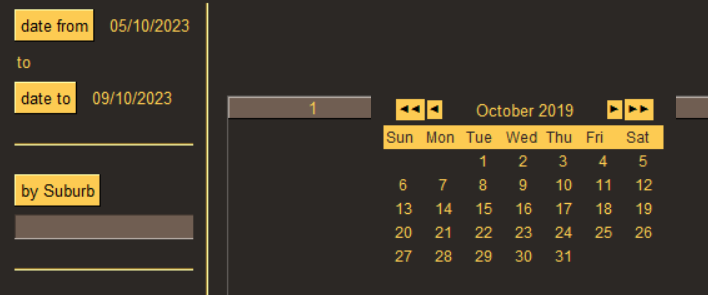 date from 05/10/2023
to
date to 09/10/2023
by Suburb
1
October 2019
Sun Mon Tue Wed Thu Fri Sat
1 2 3 4 5
6 7 8 9 10 11 12
13 14 15 16 17 18 19
20 21 22 23 24 25 26
27 28 29 30 31